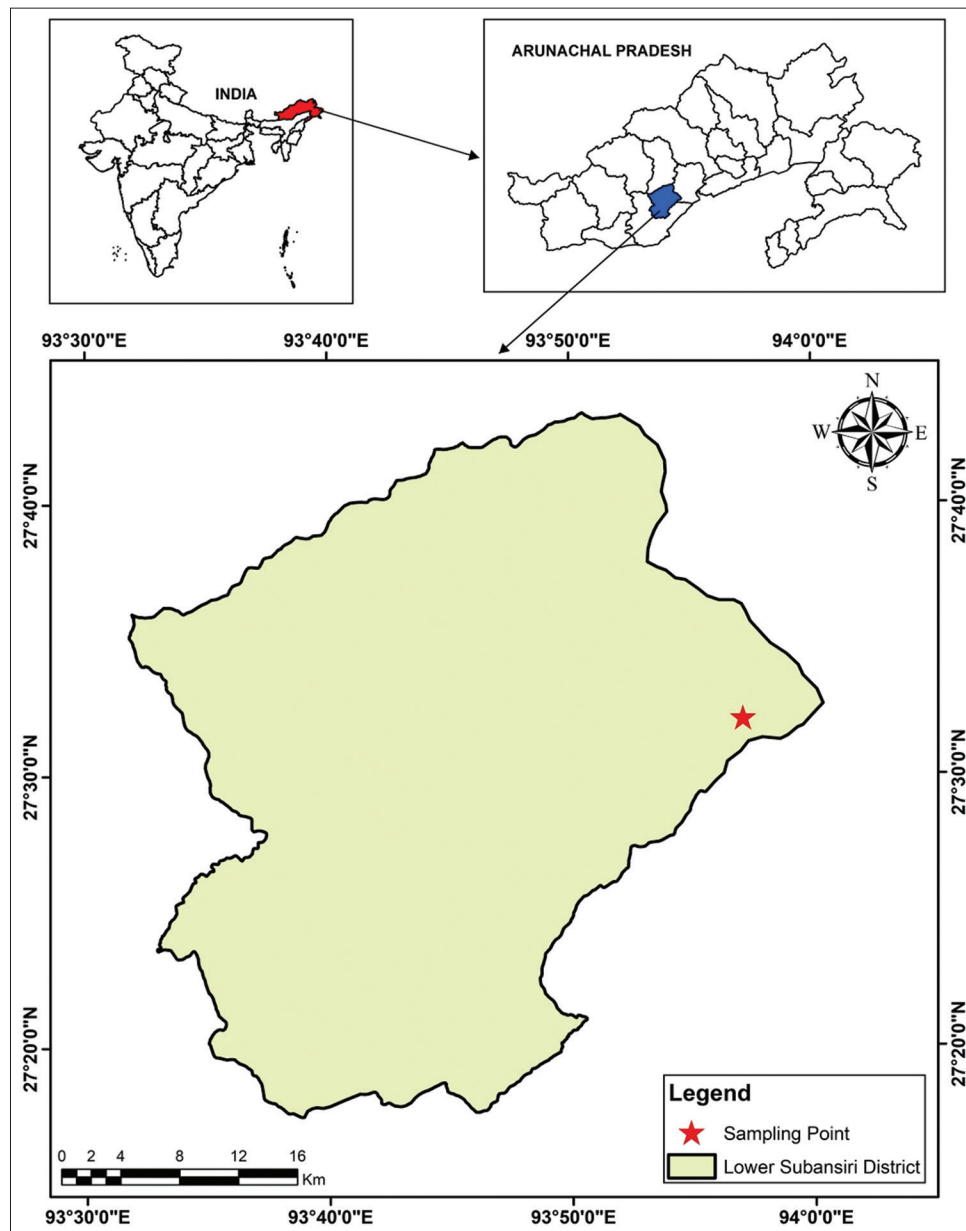 INDIA
ARUNACHAL PRADESH
93°30'0"E 93°40'0"E 93°50'0"E 94°0'0"E
N
W E
S
27°40'0"N 27°40'0"N
27°30'0"N 27°30'0"N
27°20'0"N 27°20'0"N
Legend
Sampling Point
Lower Subansiri District
0 2 4 8 12 16
Km
93°30'0"E 93°40'0"E 93°50'0"E 94°0'0"E